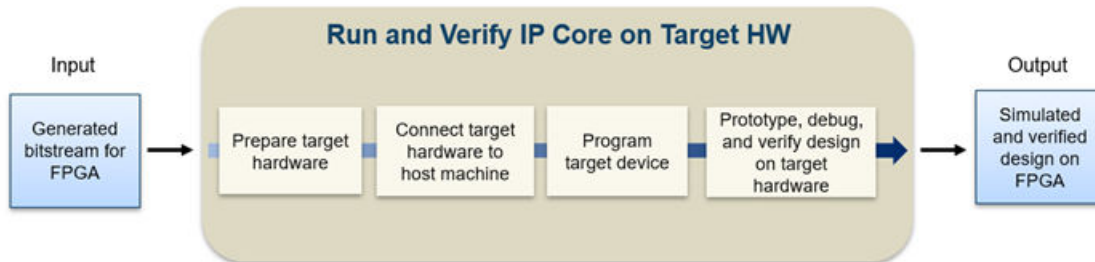 Run and Verify IP Core on Target HW
Input
Generated
bitstream for
FPGA
Prepare target
hardware
Connect target
hardware to
host machine
Program
target device
Prototype, debug,
and verify design
on target
hardware
Output
Simulated
and verified
design on
FPGA